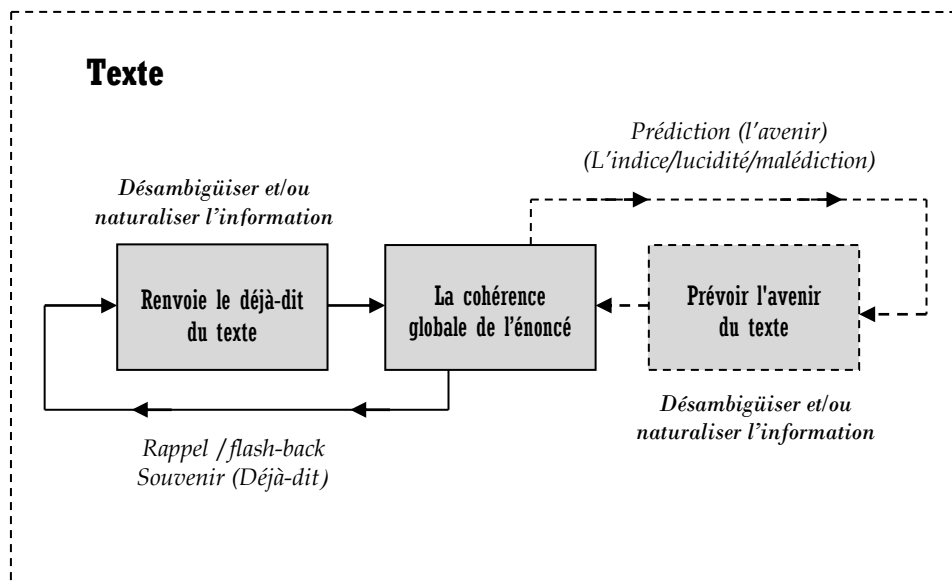 Texte
Prédiction (l'avenir)
(L'indice/lucidité/malédiction)
Désambigüiser et/ou
naturaliser l'information
Renvoie le déjà-dit
du texte
La cohérence
globale de l'énoncé
Prévoir l'avenir
du texte
Désambigüiser et/ou
naturaliser l'information
Rappel /flash-back
Souvenir (Déjà-dit)